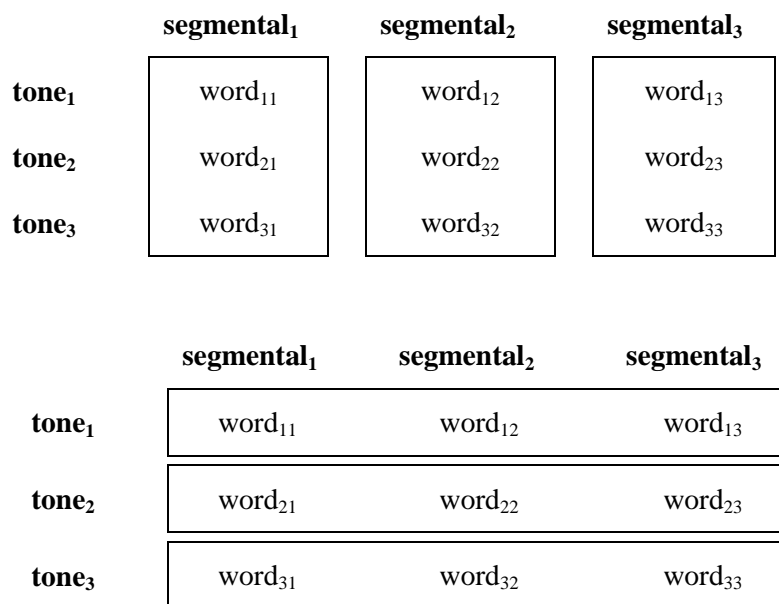 segmental₁ segmental₂ segmental₃
tone₁ word₁₁ word₁₂ word₁₃
tone₂ word₂₁ word₂₂ word₂₃
tone₃ word₃₁ word₃₂ word₃₃
segmental₁ segmental₂ segmental₃
tone₁ word₁₁ word₁₂ word₁₃
tone₂ word₂₁ word₂₂ word₂₃
tone₃ word₃₁ word₃₂ word₃₃